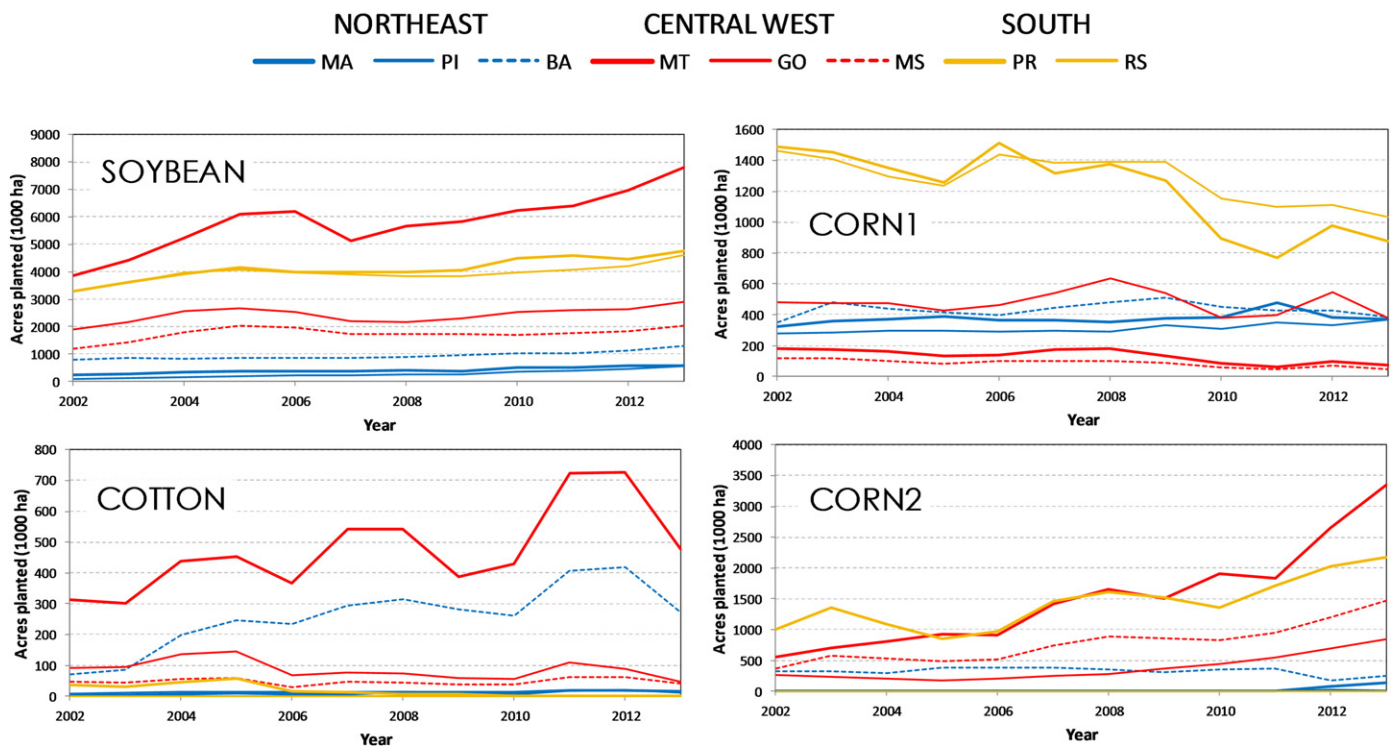 NORTHEAST CENTRAL WEST SOUTH
MA PI BA MT GO MS PR RS
SOYBEAN
Acres planted (1000 ha)
9000
8000
7000
6000
5000
4000
3000
2000
1000
0
2002 2004 2006 2008 2010 2012
Year
CORN1
Acres planted (1000 ha)
1600
1400
1200
1000
800
600
400
200
0
2002 2004 2006 2008 2010 2012
Year
COTTON
Acres planted (1000 ha)
800
700
600
500
400
300
200
100
0
2002 2004 2006 2008 2010 2012
Year
CORN2
Acres planted (1000 ha)
4000
3500
3000
2500
2000
1500
1000
500
0
2002 2004 2006 2008 2010 2012
Year